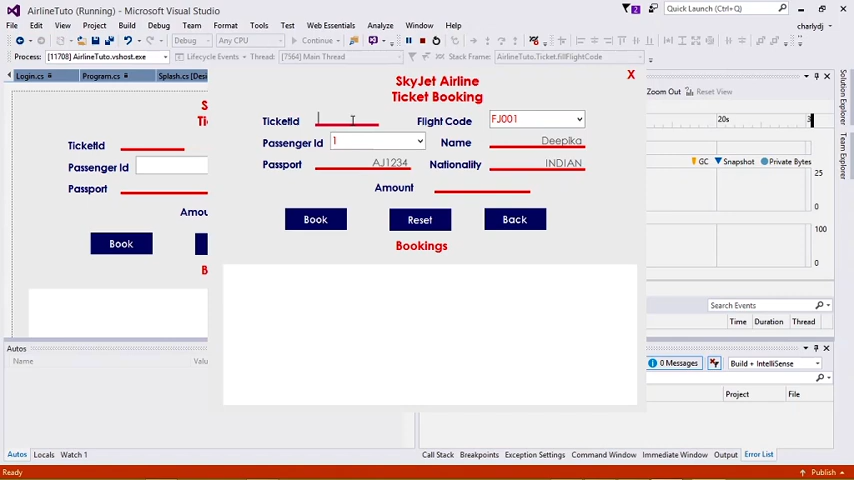 AirlineTuto (Running) - Microsoft Visual Studio
Quick Launch (Ctrl+Q)
File Edit View Project Build Debug Team Format Tools Test Analyze Window Help
charlydj
Debug Any CPU Continue
Process: [11708] AirlineTuto.vshost.exe Lifecycle Events Thread: [7564] Main Thread Stack Frame: AirlineTuto.Ticket.fillFlightCode
Login.cs Program.cs Splash.cs [Desi
X
SkyJet Airline
Ticket Booking
TicketId
Flight Code FJ001
Passenger Id 1
Name Deepika
Passport AJ1234
Nationality INDIAN
Amount
Book Reset Back
Bookings
TicketId
Passenger Id
Passport
Amou
Book
B
Zoom Out Reset View
20s
GC Snapshot Private Bytes
25
0
100
0
Search Events
Time Duration Thread
Solution Explorer
Team Explorer
Autos
Name Valu
0 Messages Build + IntelliSense
Project File
Autos Locals Watch 1
Call Stack Breakpoints Exception Settings Command Window Immediate Window Output Error List
Ready
Publish